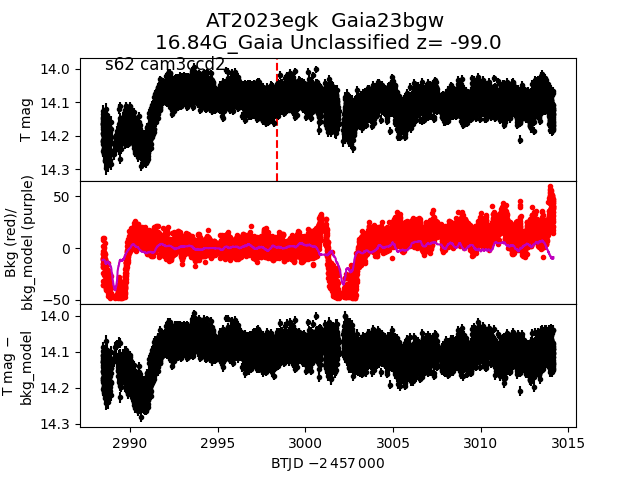 AT2023egk  Gaia23bgw
16.84G_Gaia Unclassified z= -99.0
s62 cam3ccd2
14.0
14.1
14.2
14.3
T mag
50
0
−50
Bkg (red)/
bkg_model (purple)
14.0
14.1
14.2
14.3
T mag −
bkg_model
2990
2995
3000
3005
3010
3015
BTJD −2 457 000